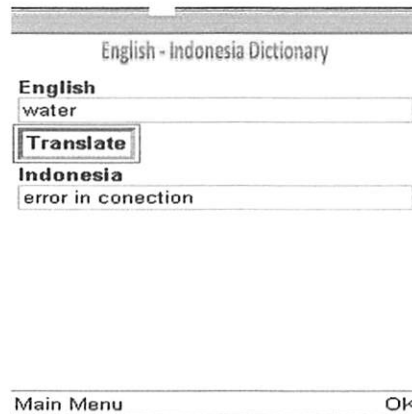 English - Indonesia Dictionary
English
water
Translate
Indonesia
error in conection
Main Menu OK